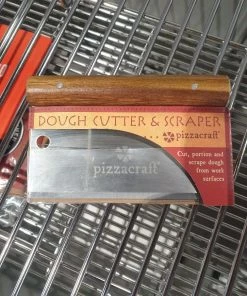 DOUGH CUTTER & SCRAPER
... pizzacraft
pizzacraft
Cut, portion and
scrape dough
from work
surfaces